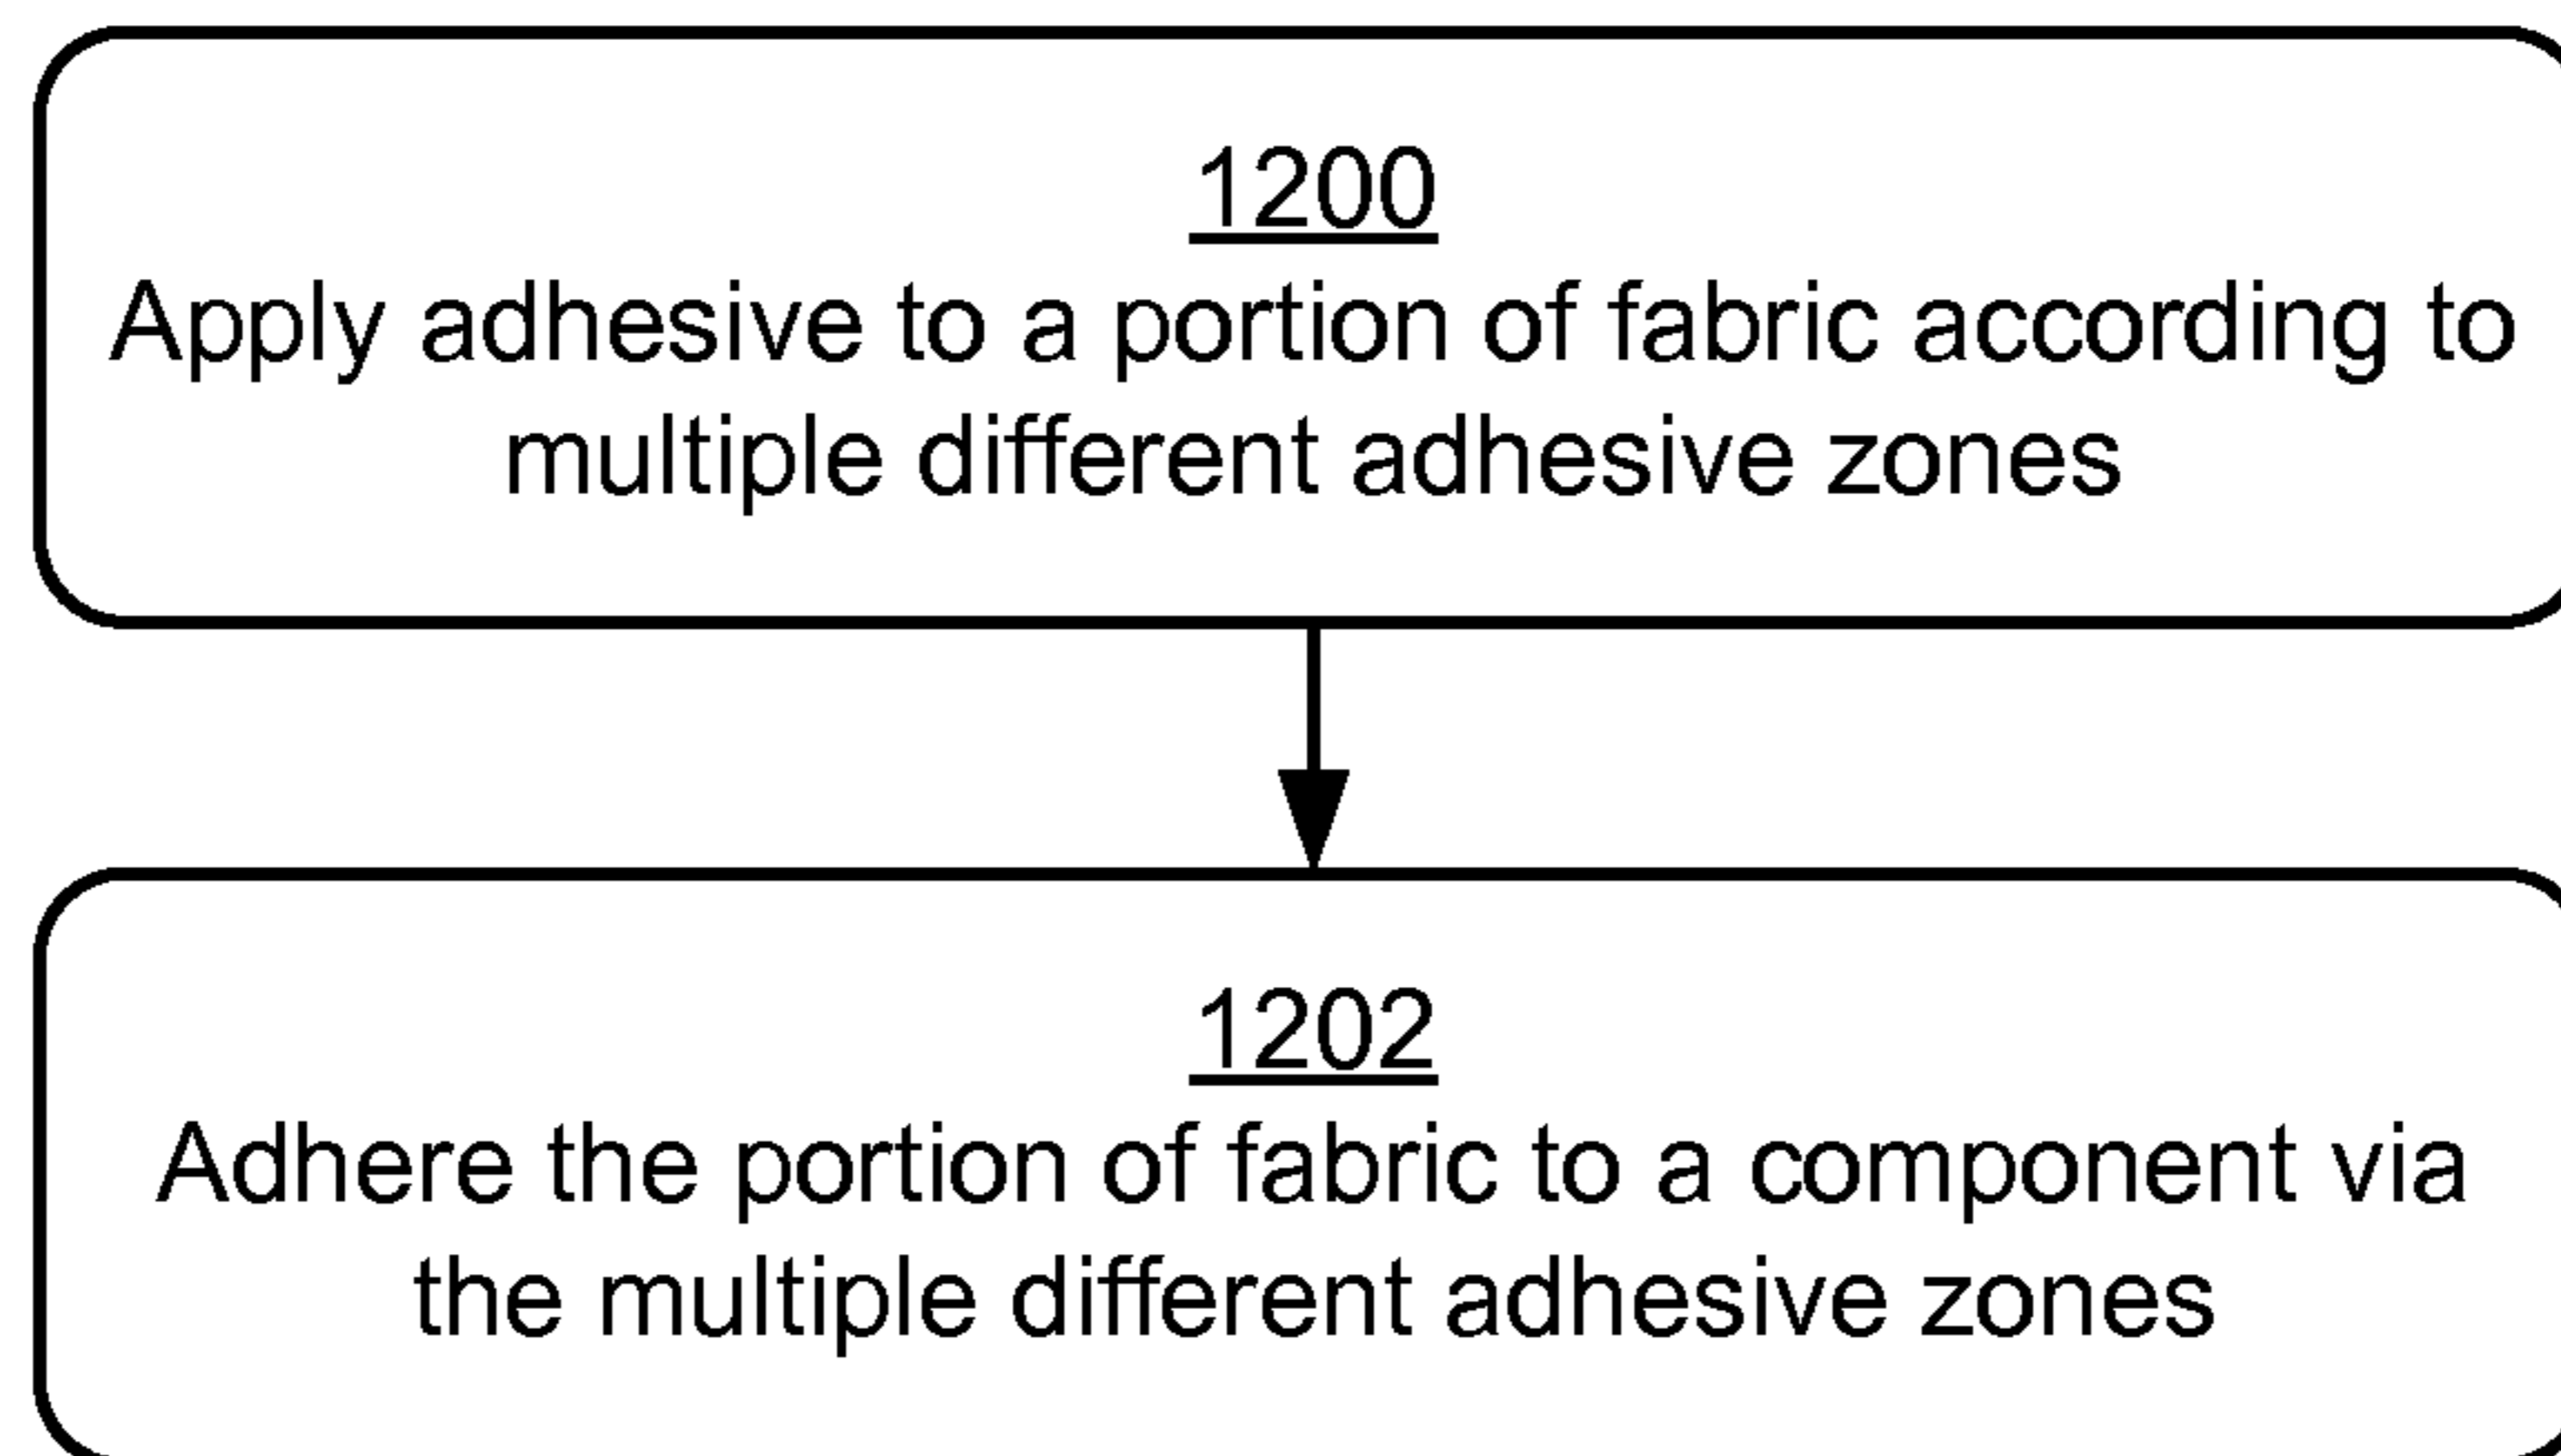 1200
Apply adhesive to a portion of fabric according to
multiple different adhesive zones
1202
Adhere the portion of fabric to a component via
the multiple different adhesive zones